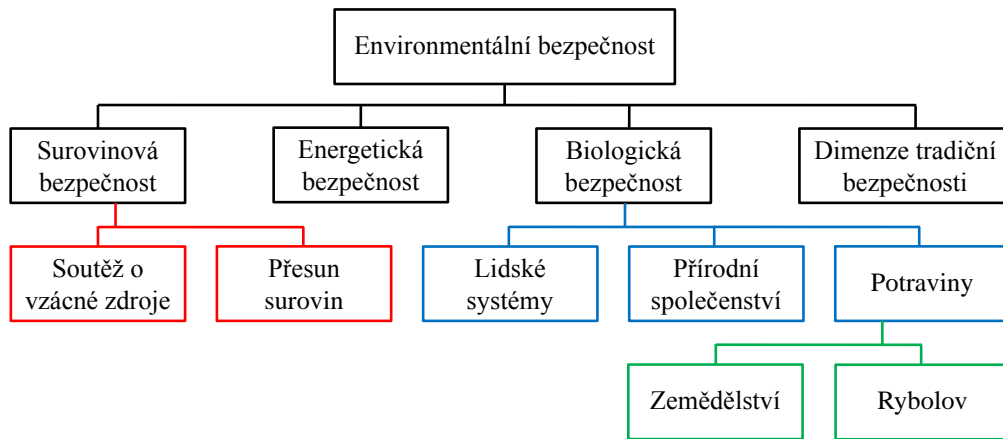 Environmentální bezpečnost
Surovinová
bezpečnost
Energetická
bezpečnost
Biologická
bezpečnost
Dimenze tradiční
bezpečnosti
Soutěž o
vzácné zdroje
Přesun
surovin
Lidské
systémy
Přírodní
společenství
Potraviny
Zemědělství
Rybolov